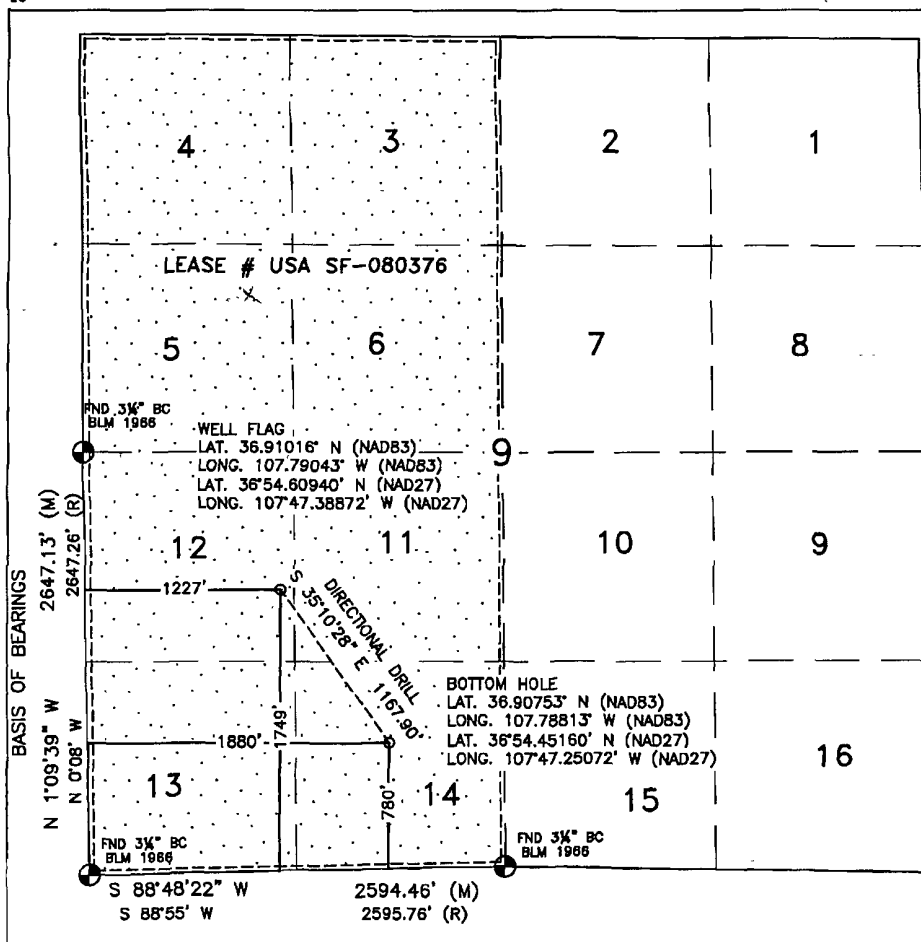 4
3
2
1
LEASE # USA SF-080376
5
6
7
8
FND 3¼" BC
BLM 1966
WELL FLAG
LAT. 36.91016° N (NAD83)
LONG. 107.79043° W (NAD83)
LAT. 36°54.60940' N (NAD27)
LONG. 107°47.38872' W (NAD27)
9
12
11
10
9
BASIS OF BEARINGS
N 1°09'39" W 2647.13' (M)
N 0°08' W 2647.26' (R)
1227'
DIRECTIONAL DRILL
S 35°10'28" E 1167.90'
1749'
1880'
780'
BOTTOM HOLE
LAT. 36.90753° N (NAD83)
LONG. 107.78813° W (NAD83)
LAT. 36°54.45160' N (NAD27)
LONG. 107°47.25072' W (NAD27)
13
14
15
16
FND 3¼" BC
BLM 1966
FND 3¼" BC
BLM 1966
S 88°48'22" W 2594.46' (M)
S 88°55' W 2595.76' (R)